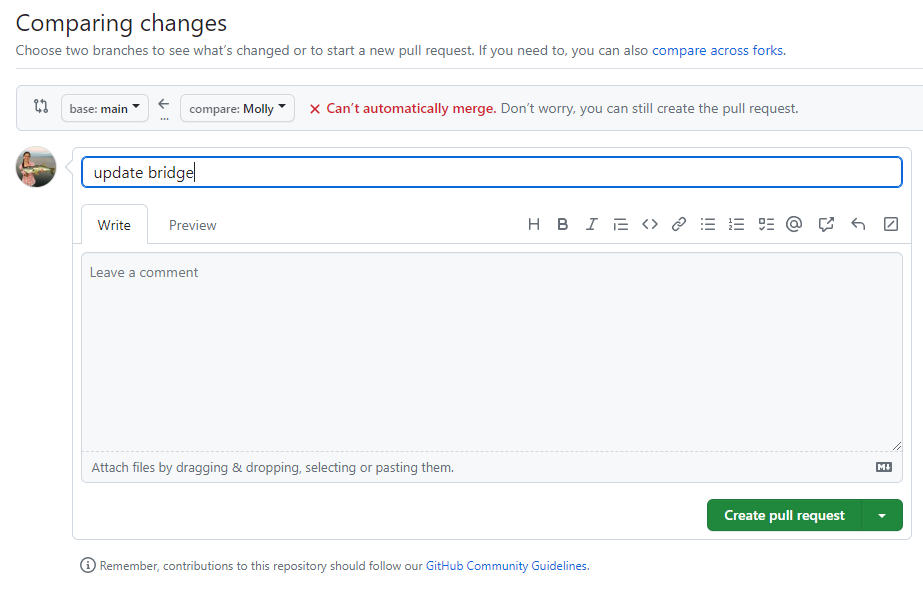 Comparing changes
Choose two branches to see what's changed or to start a new pull request. If you need to, you can also compare across forks.
base: main ... compare: Molly Can't automatically merge. Don't worry, you can still create the pull request.
update bridge
Write Preview
Leave a comment
Attach files by dragging & dropping, selecting or pasting them.
Create pull request
Remember, contributions to this repository should follow our GitHub Community Guidelines.